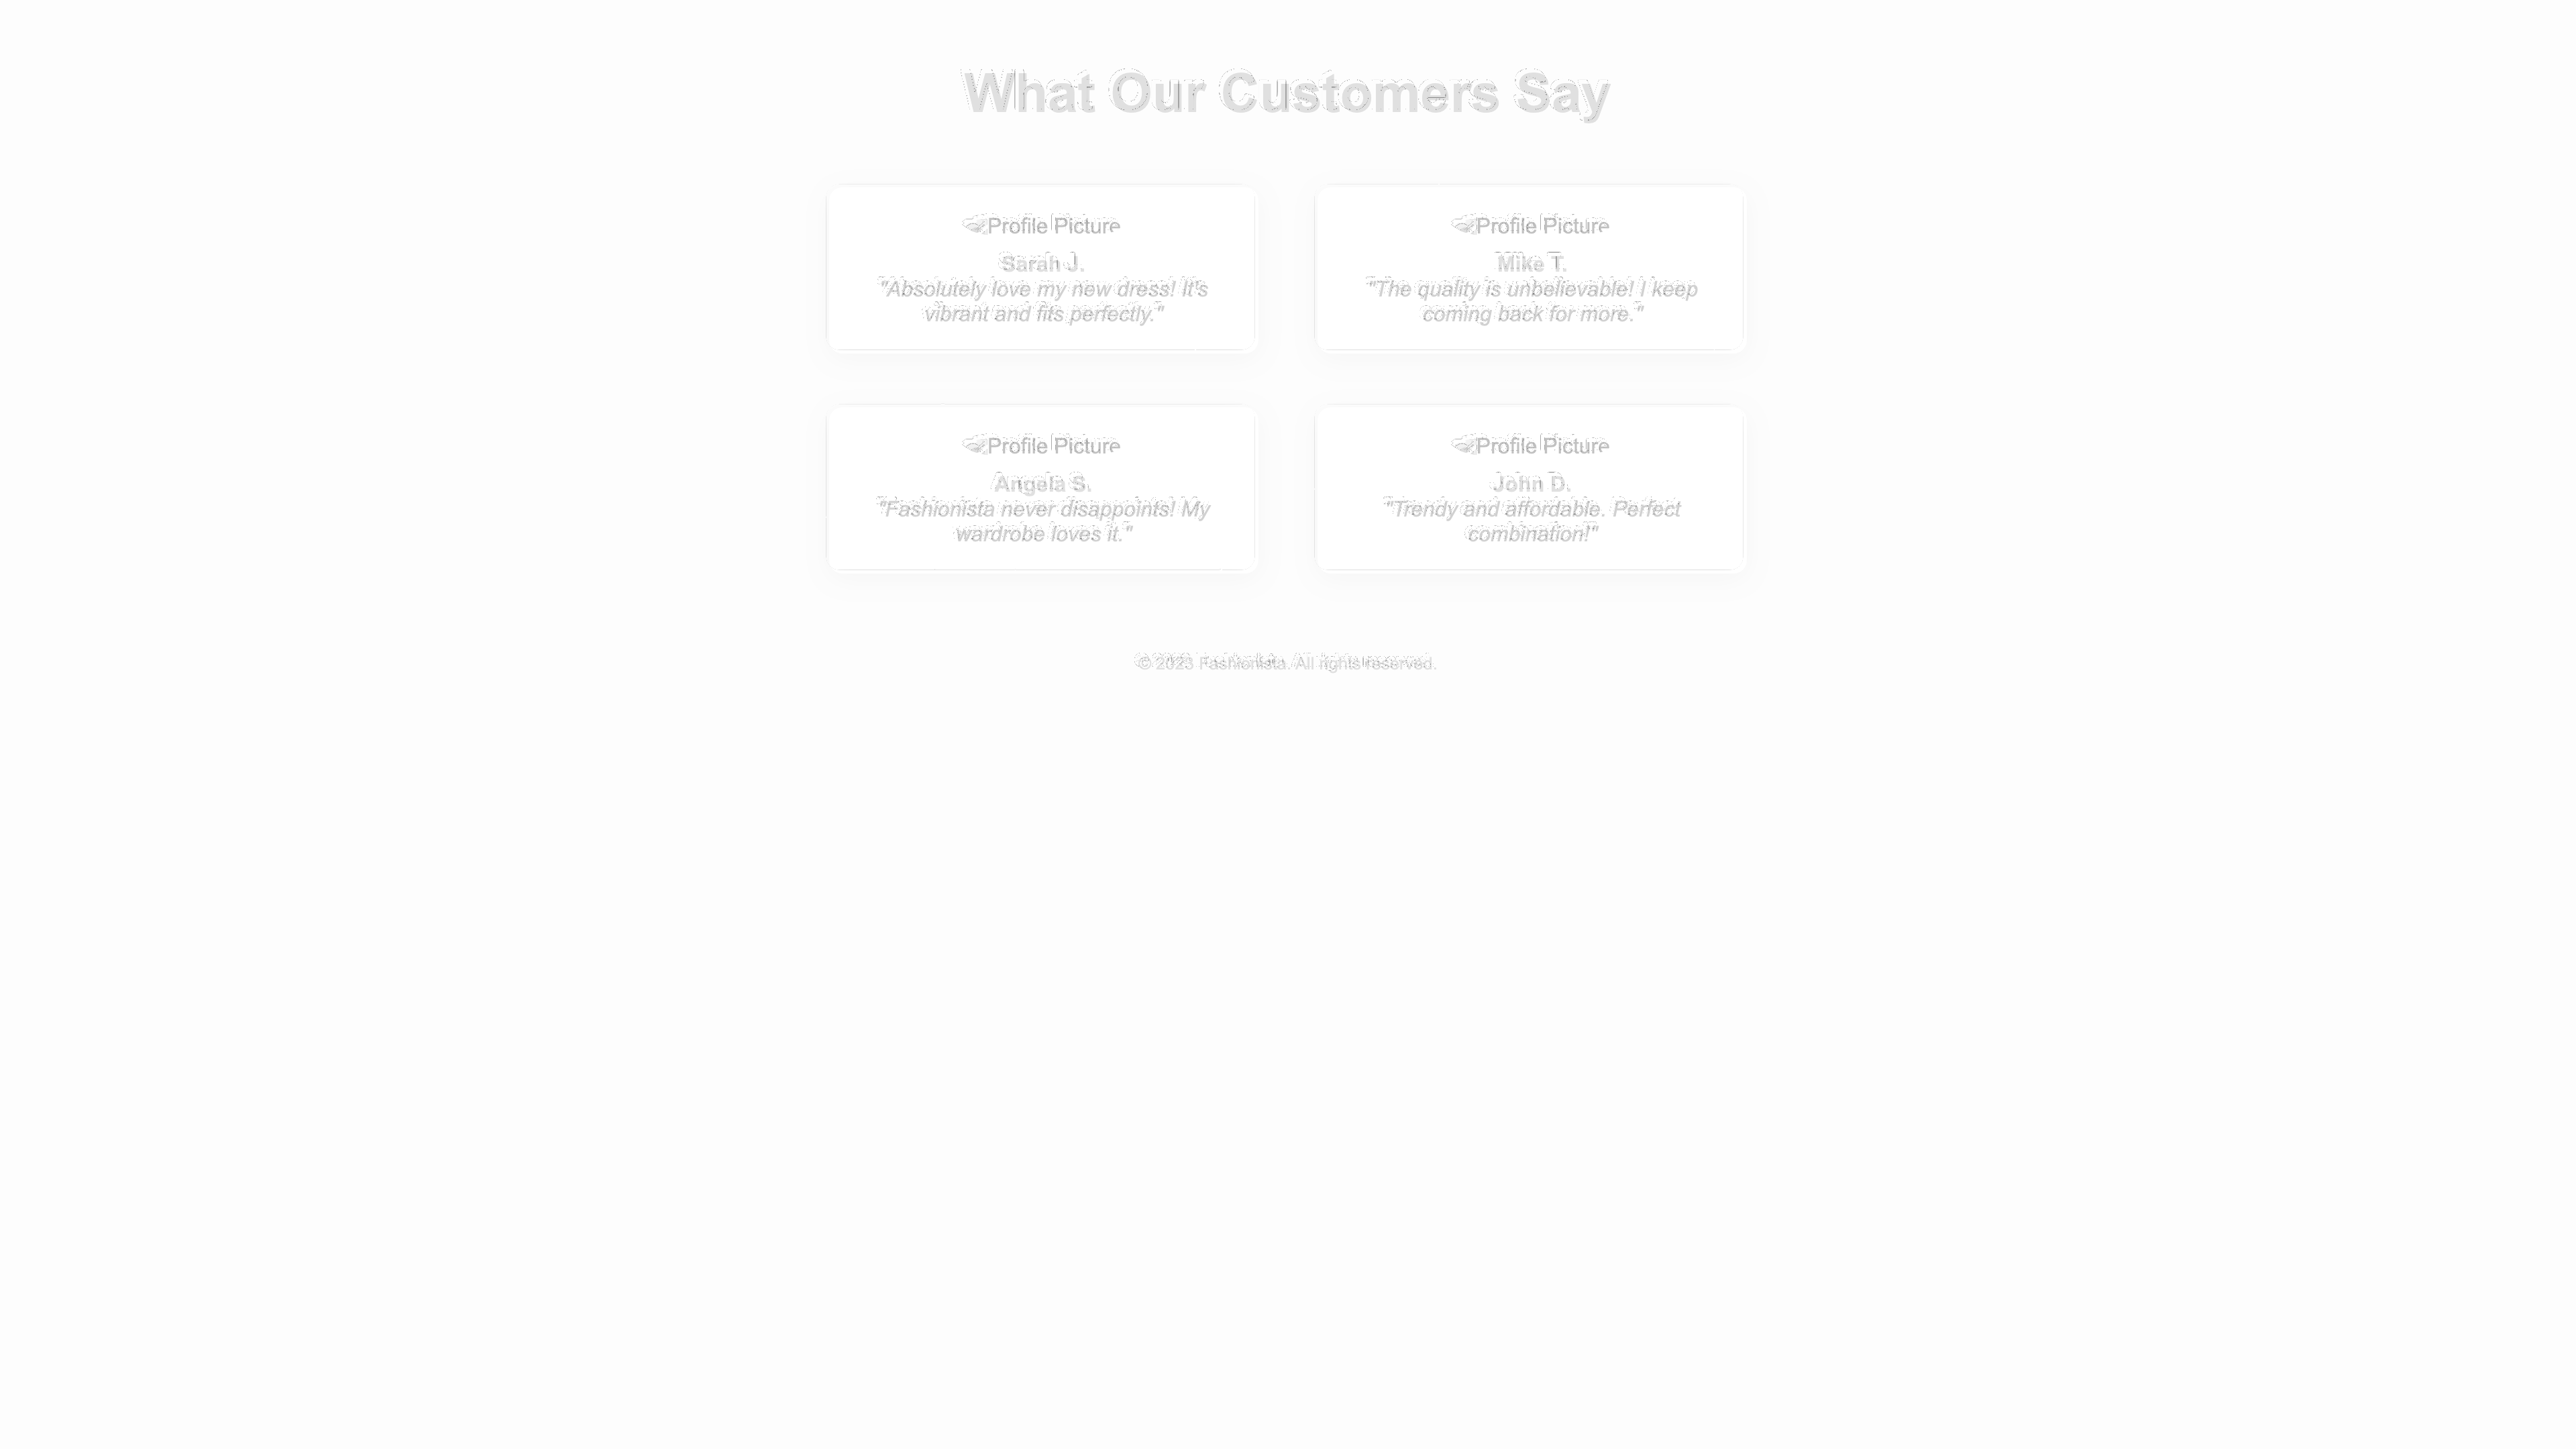 What Our Customers Say
Profile Picture
Sarah J.
"Absolutely love my new dress! It's
vibrant and fits perfectly."
Profile Picture
Mike T.
"The quality is unbelievable! I keep
coming back for more."
Profile Picture
Angela S.
"Fashionista never disappoints! My
wardrobe loves it."
Profile Picture
John D.
"Trendy and affordable. Perfect
combination!"
© 2023 Fashionista. All rights reserved.